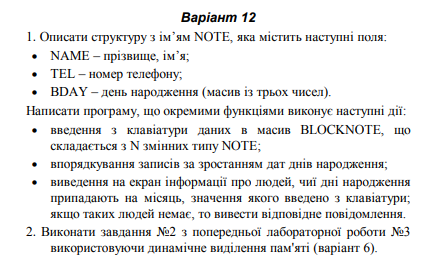 Варіант 12
1. Описати структуру з ім’ям NOTE, яка містить наступні поля:
• NAME – прізвище, ім’я;
• TEL – номер телефону;
• BDAY – день народження (масив із трьох чисел).
Написати програму, що окремими функціями виконує наступні дії:
• введення з клавіатури даних в масив BLOCKNOTE, що
складається з N змінних типу NOTE;
• впорядкування записів за зростанням дат днів народження;
• виведення на екран інформації про людей, чиї дні народження
припадають на місяць, значення якого введено з клавіатури;
якщо таких людей немає, то вивести відповідне повідомлення.
2. Виконати завдання №2 з попередньої лабораторної роботи №3
використовуючи динамічне виділення пам'яті (варіант 6).